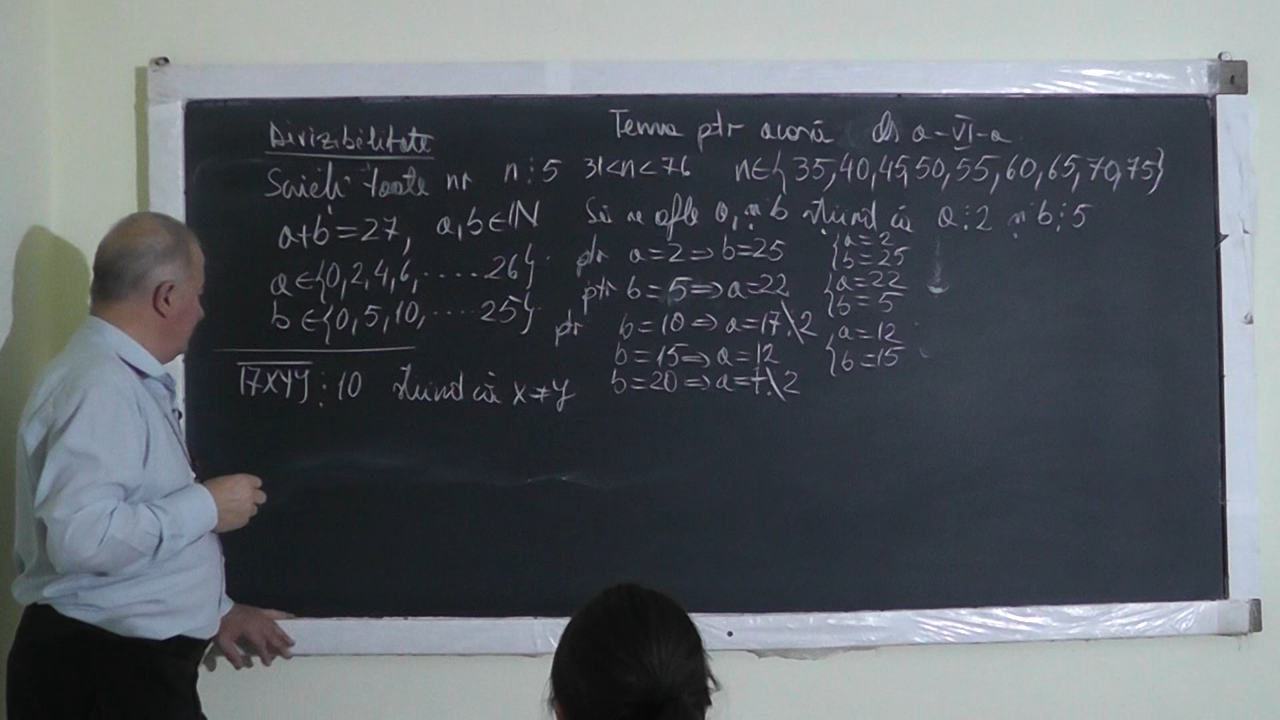 Divizibilitate
Tema ptr acasă cls a-VI-a
Scrieți toate nr n⋮5 31<n<76 n∈{35,40,45,50,55,60,65,70,75}
a+b=27, a,b∈ℕ Să se afle a, și b știind că a⋮2 și b⋮5
a∈{0,2,4,6,.....26} ptr a=2⇒b=25 {a=2 b=25
b∈{0,5,10,....25} ptr b=5⇒a=22 {a=22 b=5
ptr b=10⇒a=17⋮̸2 {a=12 b=15
b=15⇒a=12
17xyy⋮10 știind că x≠y b=20⇒a=7⋮̸2